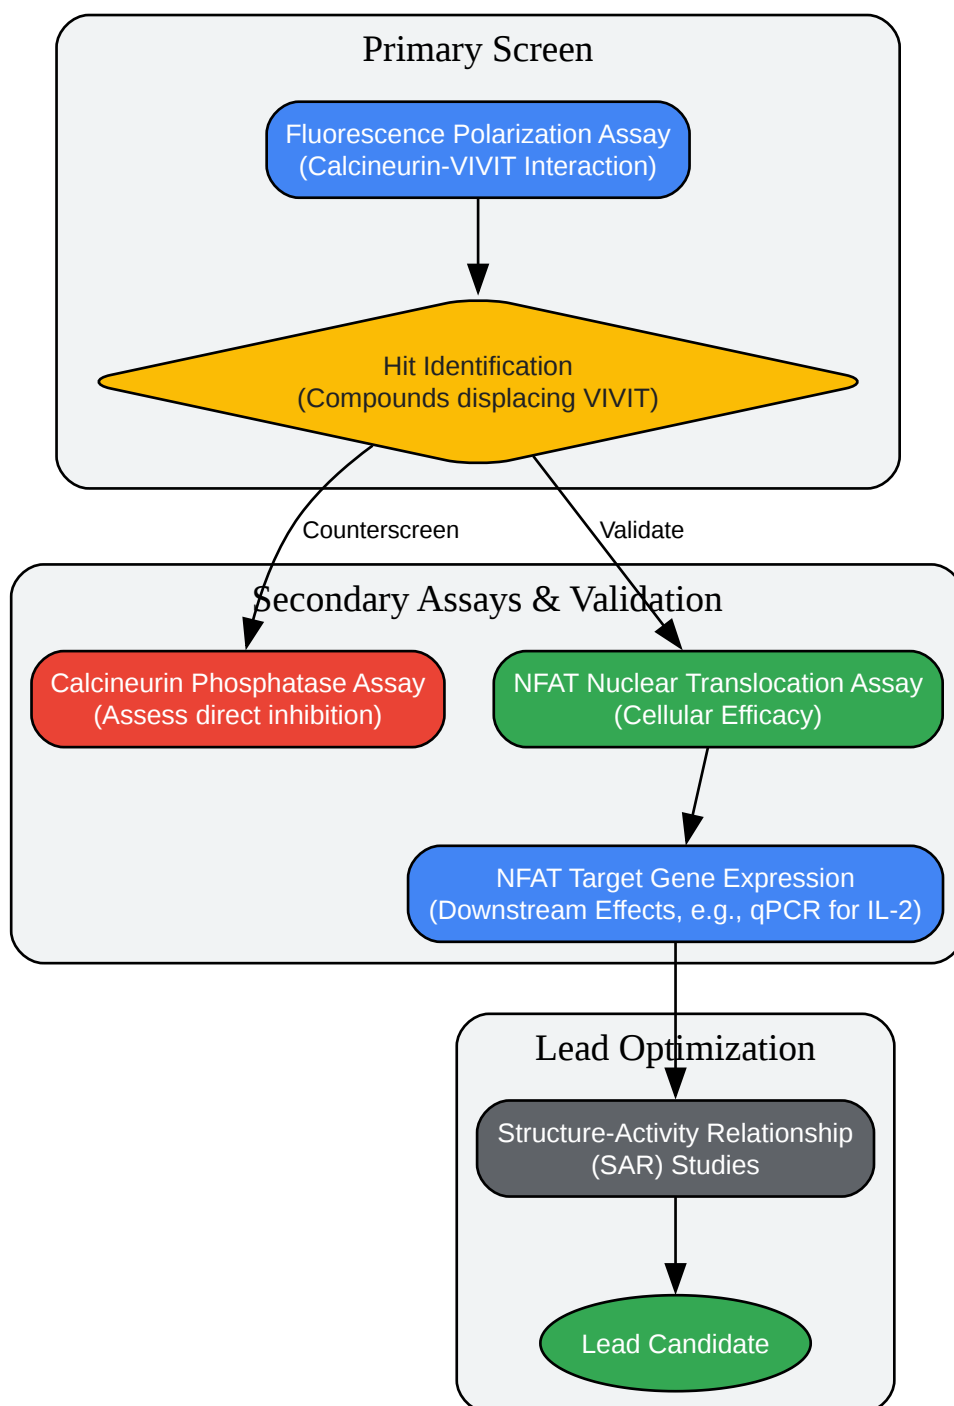 Primary Screen
Fluorescence Polarization Assay
(Calcineurin-VIVIT Interaction)
Hit Identification
(Compounds displacing VIVIT)
Counterscreen
Validate
Secondary Assays & Validation
Calcineurin Phosphatase Assay
(Assess direct inhibition)
NFAT Nuclear Translocation Assay
(Cellular Efficacy)
NFAT Target Gene Expression
(Downstream Effects, e.g., qPCR for IL-2)
Lead Optimization
Structure-Activity Relationship
(SAR) Studies
Lead Candidate